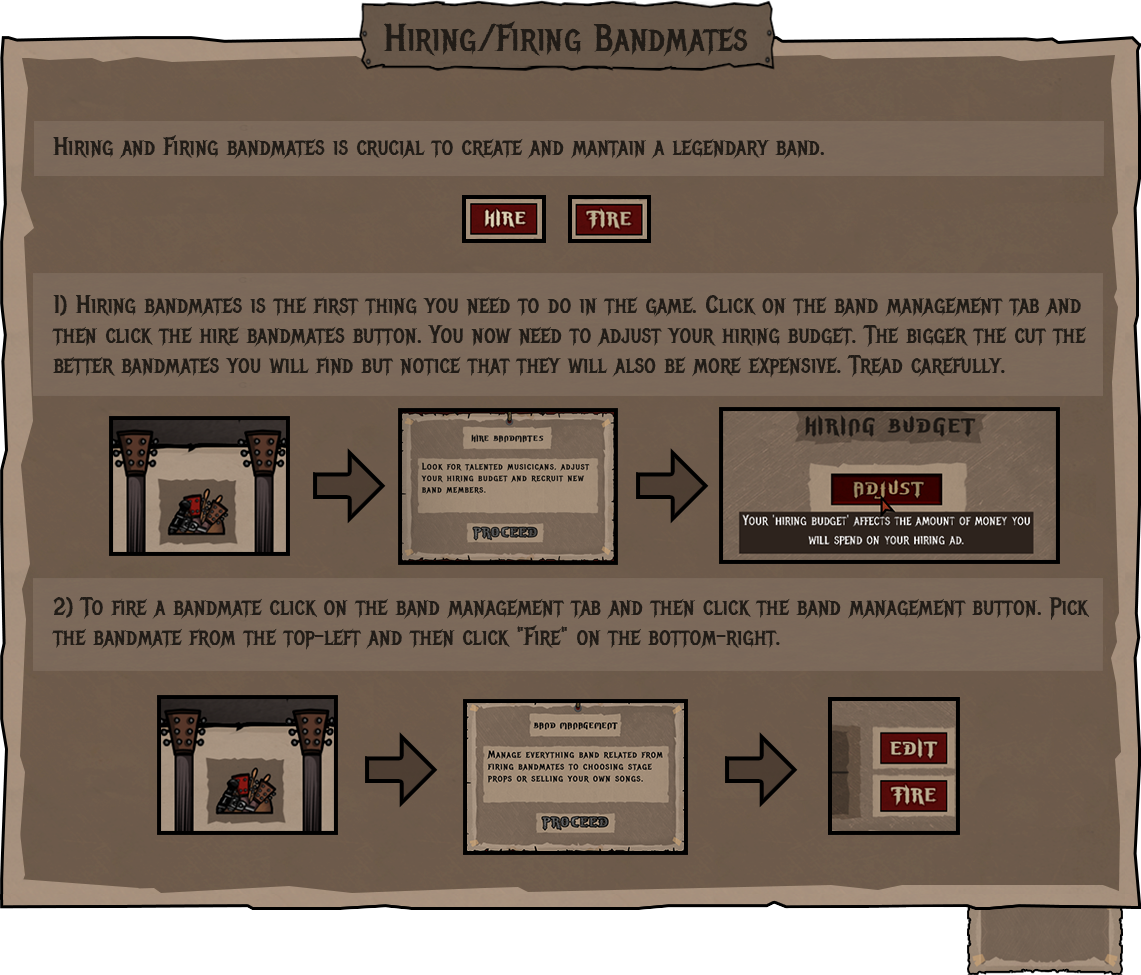 Hiring/Firing Bandmates
Hiring and Firing bandmates is crucial to create and mantain a legendary band.
HIRE FIRE
1) Hiring bandmates is the first thing you need to do in the game. Click on the band management tab and
then click the hire bandmates button. You now need to adjust your hiring budget. The bigger the cut the
better bandmates you will find but notice that they will also be more expensive. Tread carefully.
HIRE BANDMATES
Look for talented musicicans, adjust
your hiring budget and recruit new
band members.
PROCEED
HIRING BUDGET
ADJUST
Your 'hiring budget' affects the amount of money you
will spend on your hiring ad.
2) To fire a bandmate click on the band management tab and then click the band management button. Pick
the bandmate from the top-left and then click "Fire" on the bottom-right.
BAND MANAGEMENT
Manage everything band related from
firing bandmates to choosing stage
props or selling your own songs.
PROCEED
EDIT
FIRE